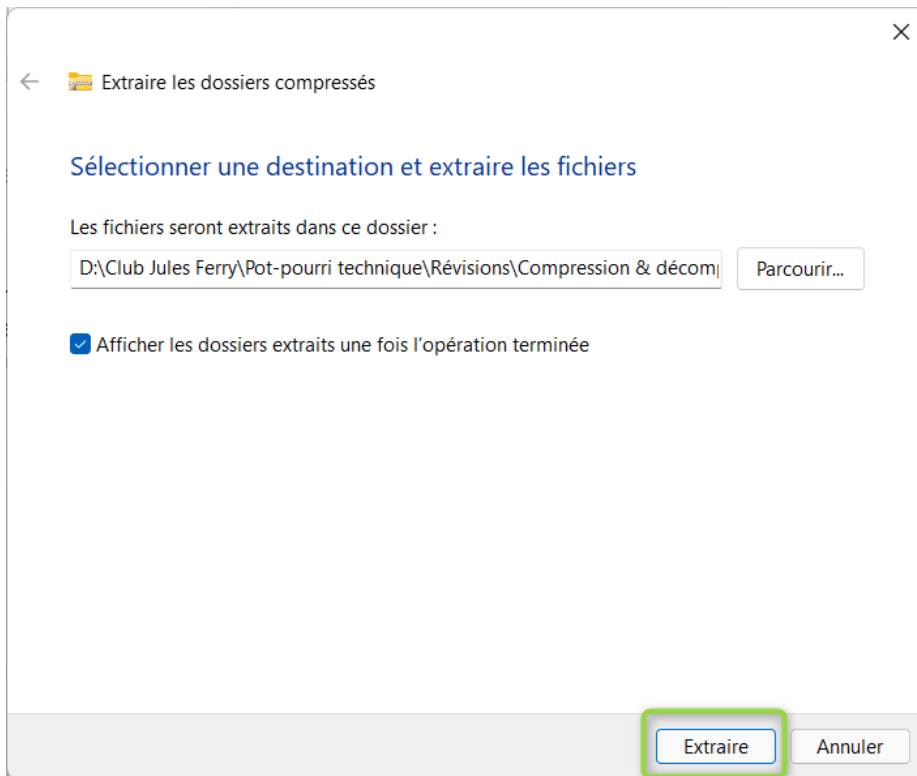 Extraire les dossiers compressés
Sélectionner une destination et extraire les fichiers
Les fichiers seront extraits dans ce dossier :
D:\Club Jules Ferry\Pot-pourri technique\Révisions\Compression & décomp
Parcourir...
Afficher les dossiers extraits une fois l’opération terminée
Extraire
Annuler